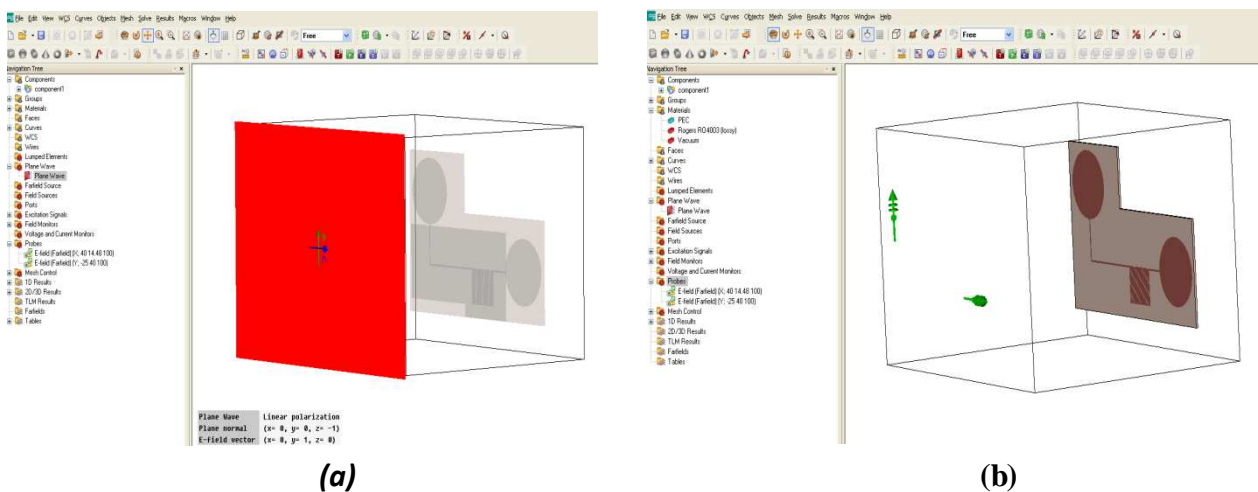 File Edit View WCS Curves Objects Mesh Solve Results Macros Window Help
Free
Navigation Tree
Components
component1
Groups
Materials
Faces
Curves
WCS
Wires
Lumped Elements
Plane Wave
Plane Wave
Farfield Source
Field Sources
Ports
Excitation Signals
Field Monitors
Voltage and Current Monitors
Probes
E-field (Farfield) (X; 40 14.48 100)
E-field (Farfield) (Y; -25 40 100)
Mesh Control
1D Results
2D/3D Results
TLM Results
Farfields
Tables
Plane Wave Linear polarization
Plane normal (x= 0, y= 0, z= -1)
E-field vector (x= 0, y= 1, z= 0)
(a)
File Edit View WCS Curves Objects Mesh Solve Results Macros Window Help
Free
Navigation Tree
Components
component1
Groups
Materials
PEC
Rogers RO4003 (lossy)
Vacuum
Faces
Curves
WCS
Wires
Lumped Elements
Plane Wave
Plane Wave
Farfield Source
Field Sources
Ports
Excitation Signals
Field Monitors
Voltage and Current Monitors
Probes
E-field (Farfield) (X; 40 14.48 100)
E-field (Farfield) (Y; -25 40 100)
Mesh Control
1D Results
2D/3D Results
TLM Results
Farfields
Tables
(b)